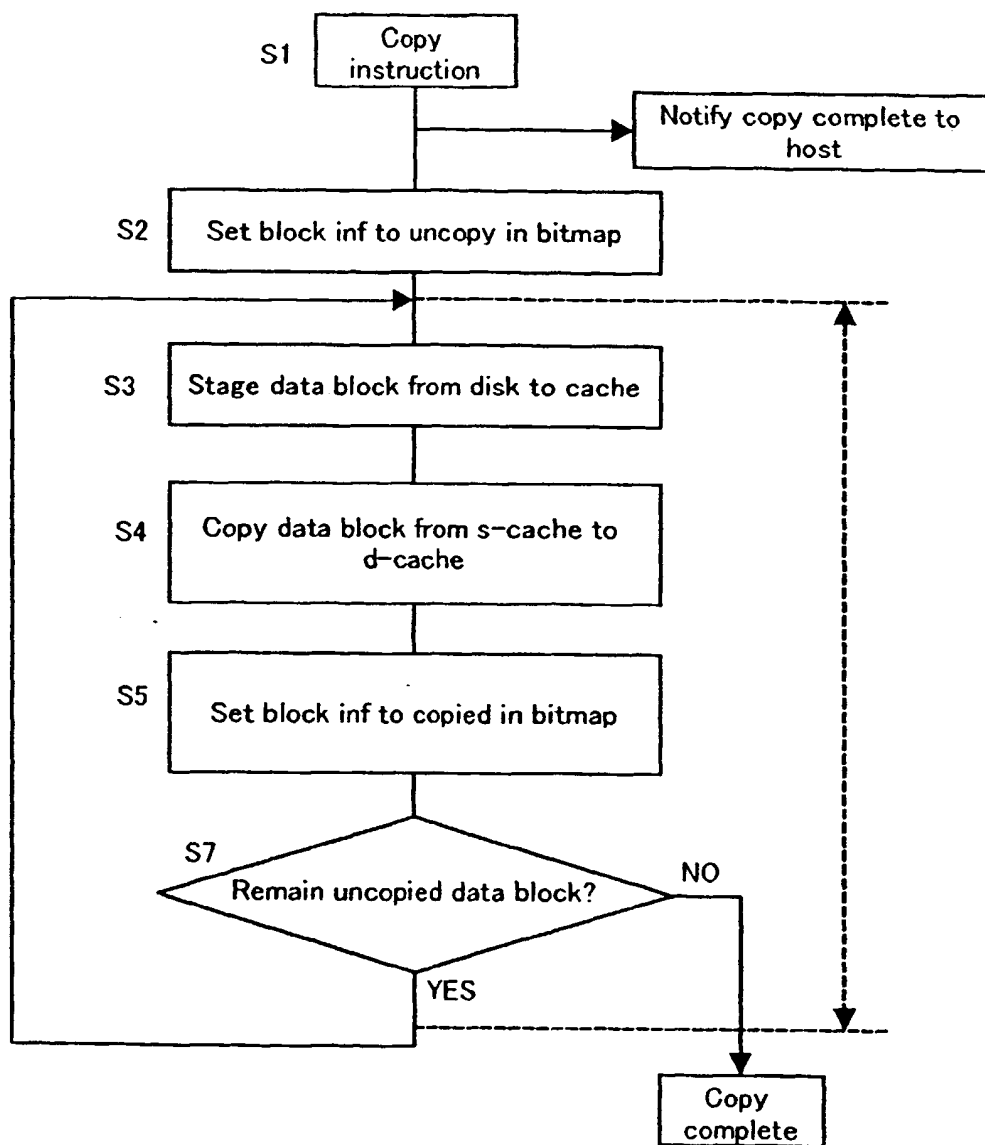 S1
Copy
instruction
Notify copy complete to
host
S2
Set block inf to uncopy in bitmap
S3
Stage data block from disk to cache
S4
Copy data block from s-cache to
d-cache
S5
Set block inf to copied in bitmap
S7
Remain uncopied data block?
NO
YES
Copy
complete